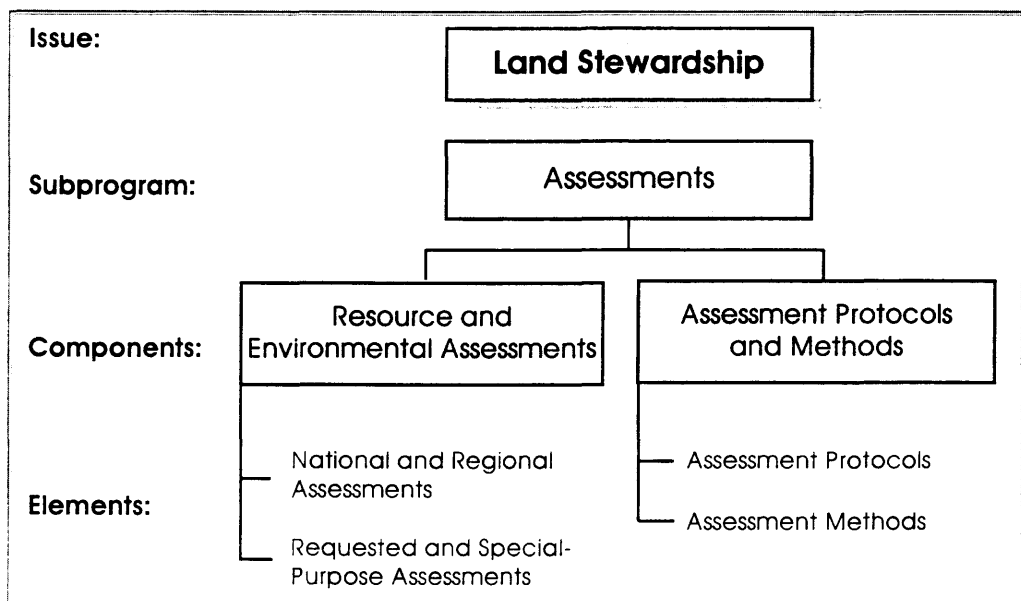 Issue:
Land Stewardship
Subprogram:
Assessments
Components:
Resource and
Environmental Assessments
Assessment Protocols
and Methods
Elements:
National and Regional
Assessments
Requested and Special-
Purpose Assessments
Assessment Protocols
Assessment Methods